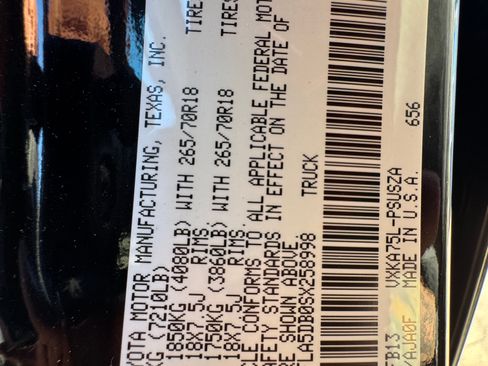 YOTA MOTOR MANUFACTURING, TEXAS, INC.
KG (7210LB)
1850KG (4080LB) WITH 265/70R18 TIRE
18X7.5J RIMS,
1750KG (3860LB) WITH 265/70R18 TIRES
18X7.5J RIMS,
CLE CONFORMS TO ALL APPLICABLE FEDERAL MOT
AFETY STANDARDS IN EFFECT ON THE DATE OF
RE SHOWN ABOVE.
LA5DB0SX258998 TRUCK
FB13 VXKA75L-PSUSZA
/AJA0F MADE IN U.S.A. 656